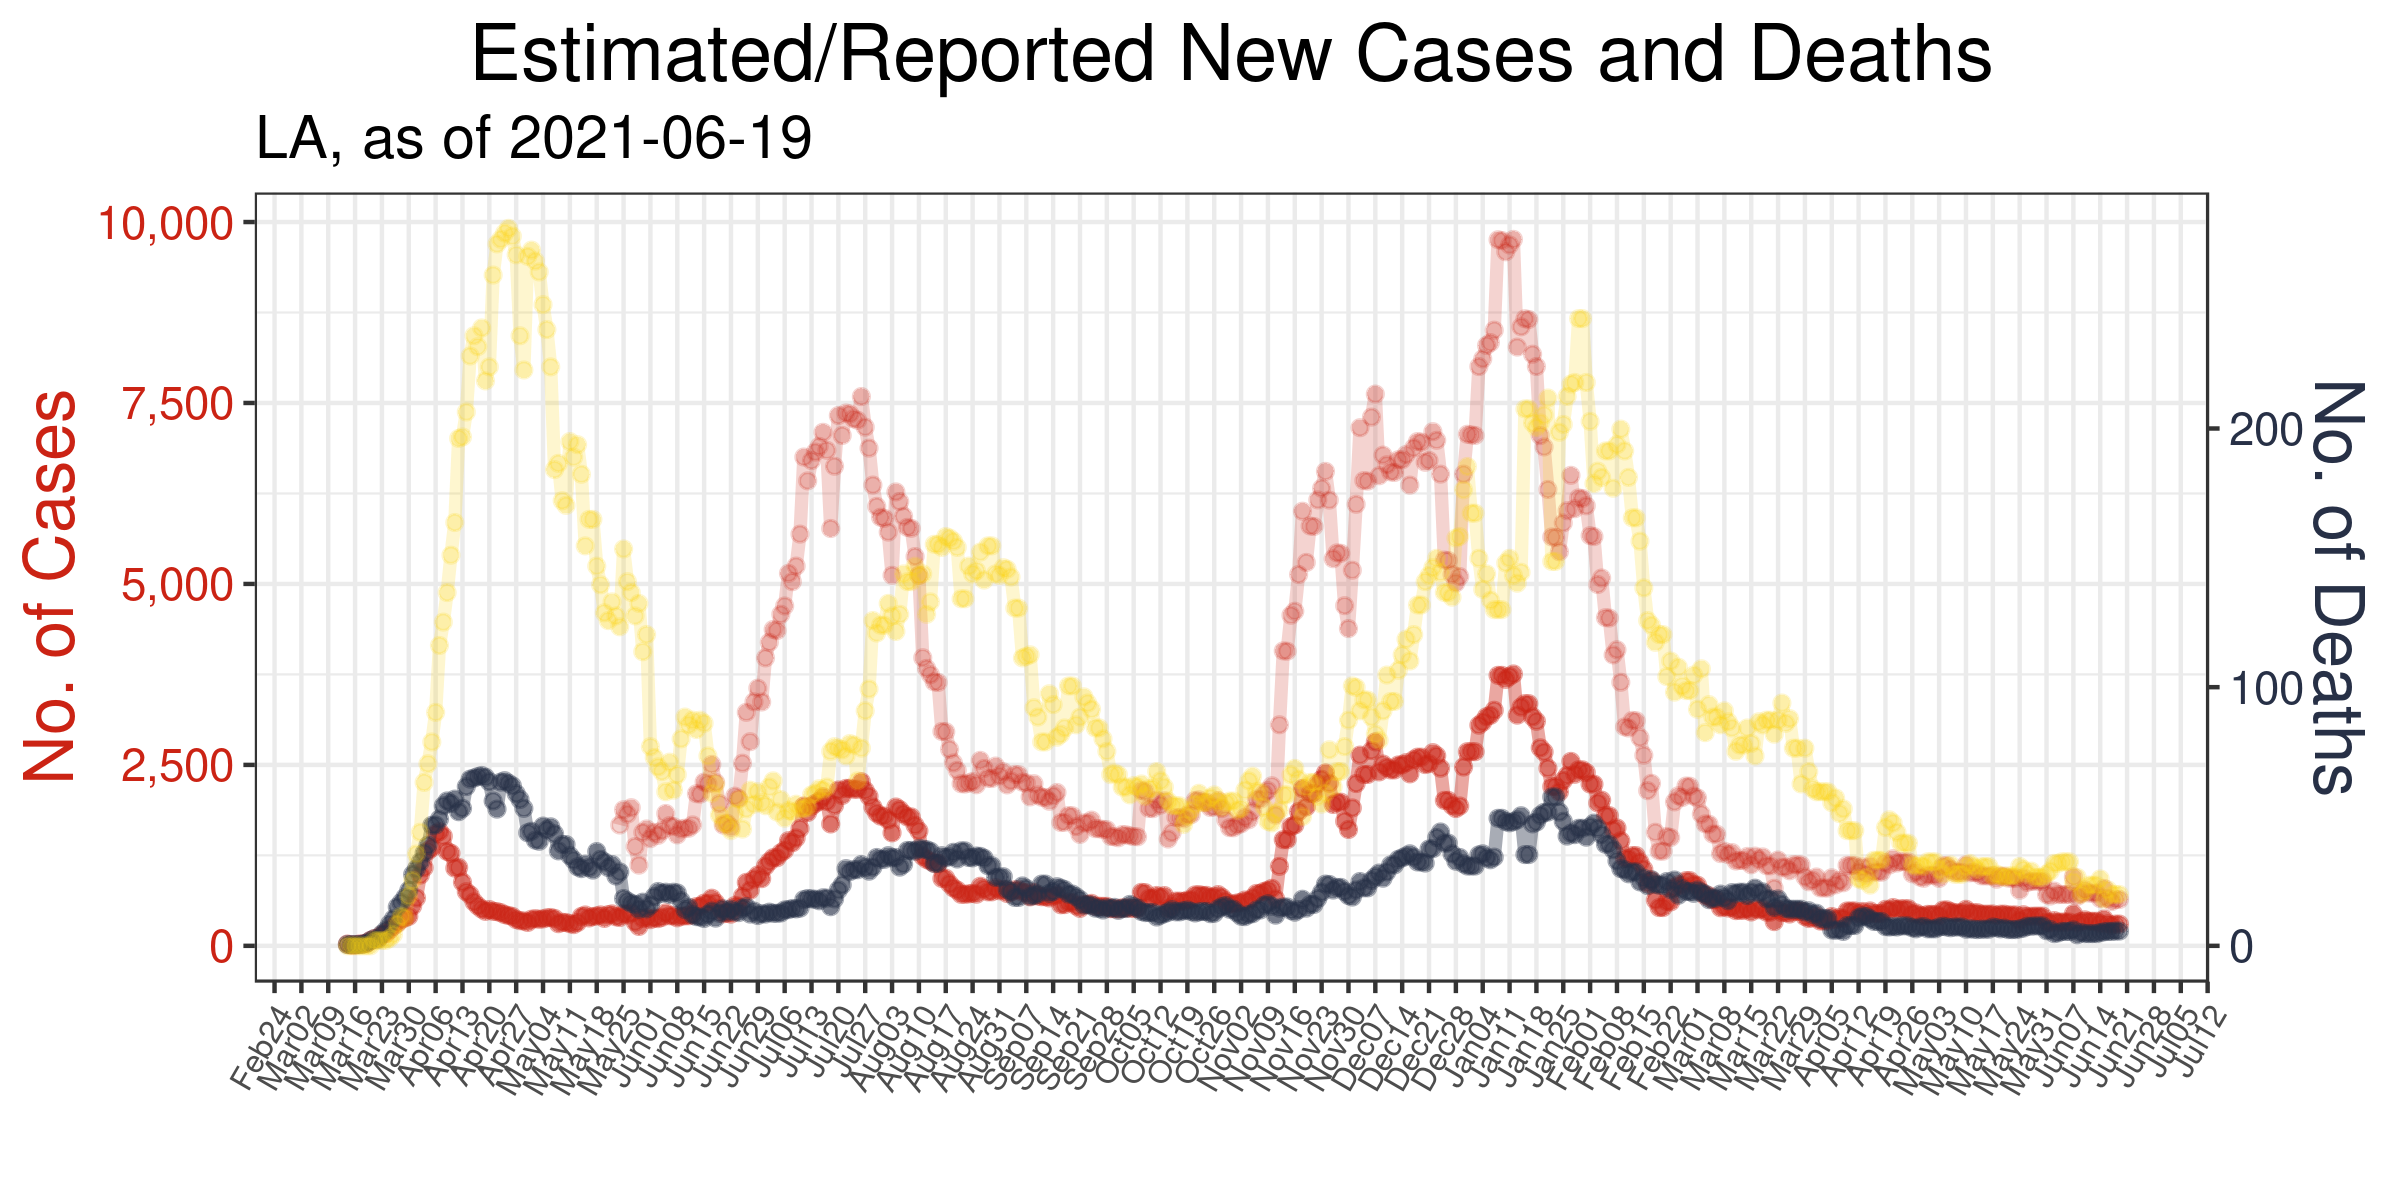 Estimated/Reported New Cases and Deaths
LA, as of 2021-06-19
No. of Cases
10,000
7,500
5,000
2,500
0
No. of Deaths
200
100
0
Feb24
Mar02
Mar09
Mar16
Mar23
Mar30
Apr06
Apr13
Apr20
Apr27
May04
May11
May18
May25
Jun01
Jun08
Jun15
Jun22
Jun29
Jul06
Jul13
Jul20
Jul27
Aug03
Aug10
Aug17
Aug24
Aug31
Sep07
Sep14
Sep21
Sep28
Oct05
Oct12
Oct19
Oct26
Nov02
Nov09
Nov16
Nov23
Nov30
Dec07
Dec14
Dec21
Dec28
Jan04
Jan11
Jan18
Jan25
Feb01
Feb08
Feb15
Feb22
Mar01
Mar08
Mar15
Mar22
Mar29
Apr05
Apr12
Apr19
Apr26
May03
May10
May17
May24
May31
Jun07
Jun14
Jun21
Jun28
Jul05
Jul12